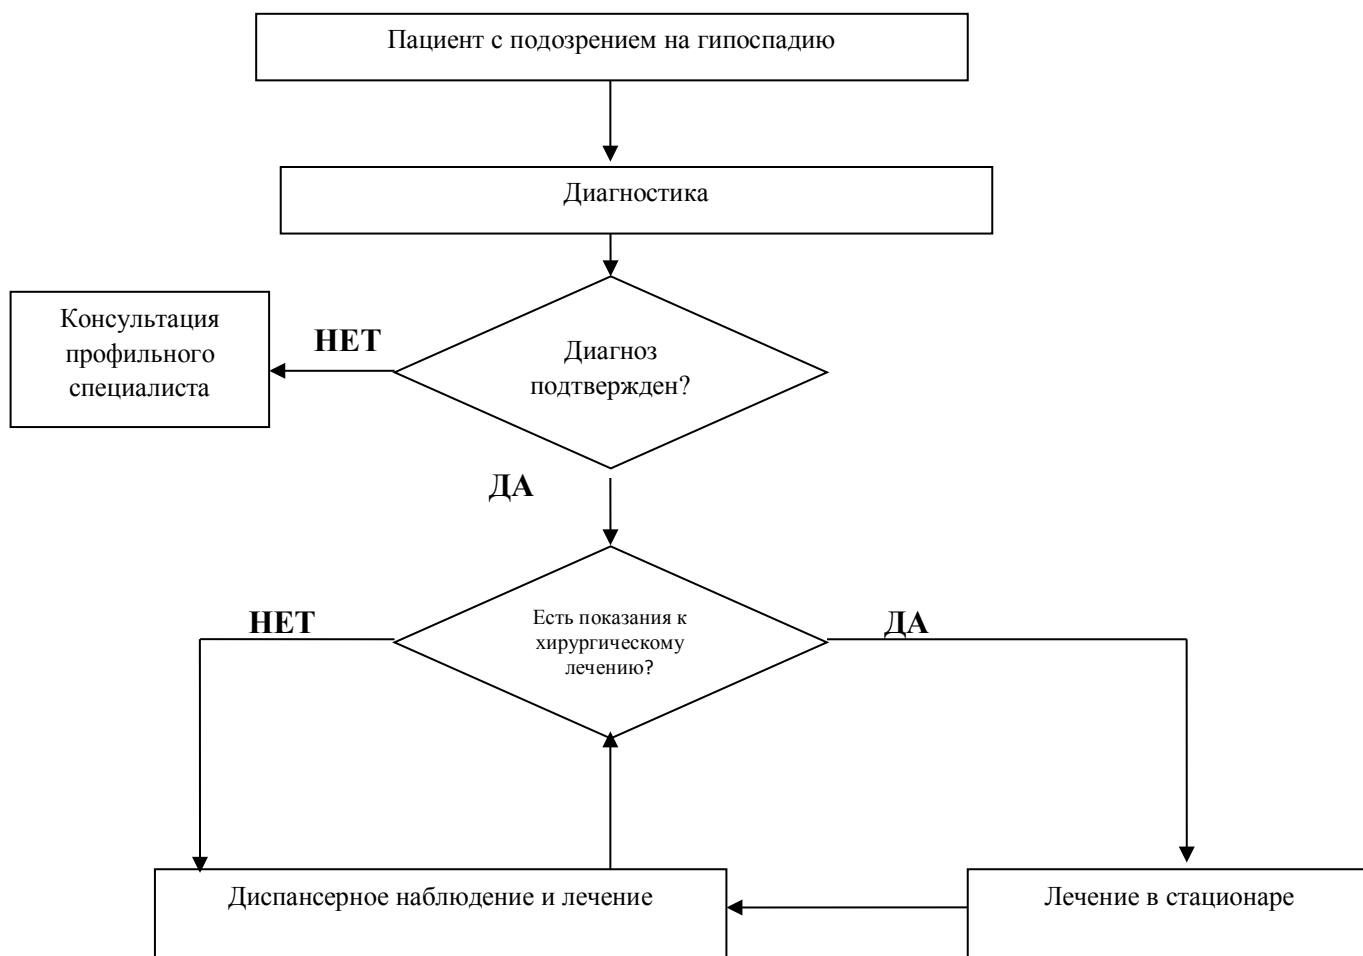 Пациент с подозрением на гипоспадию
Диагностика
Консультация
профильного
специалиста
НЕТ
Диагноз
подтвержден?
ДА
НЕТ
Есть показания к
хирургическому
лечению?
ДА
Диспансерное наблюдение и лечение
Лечение в стационаре